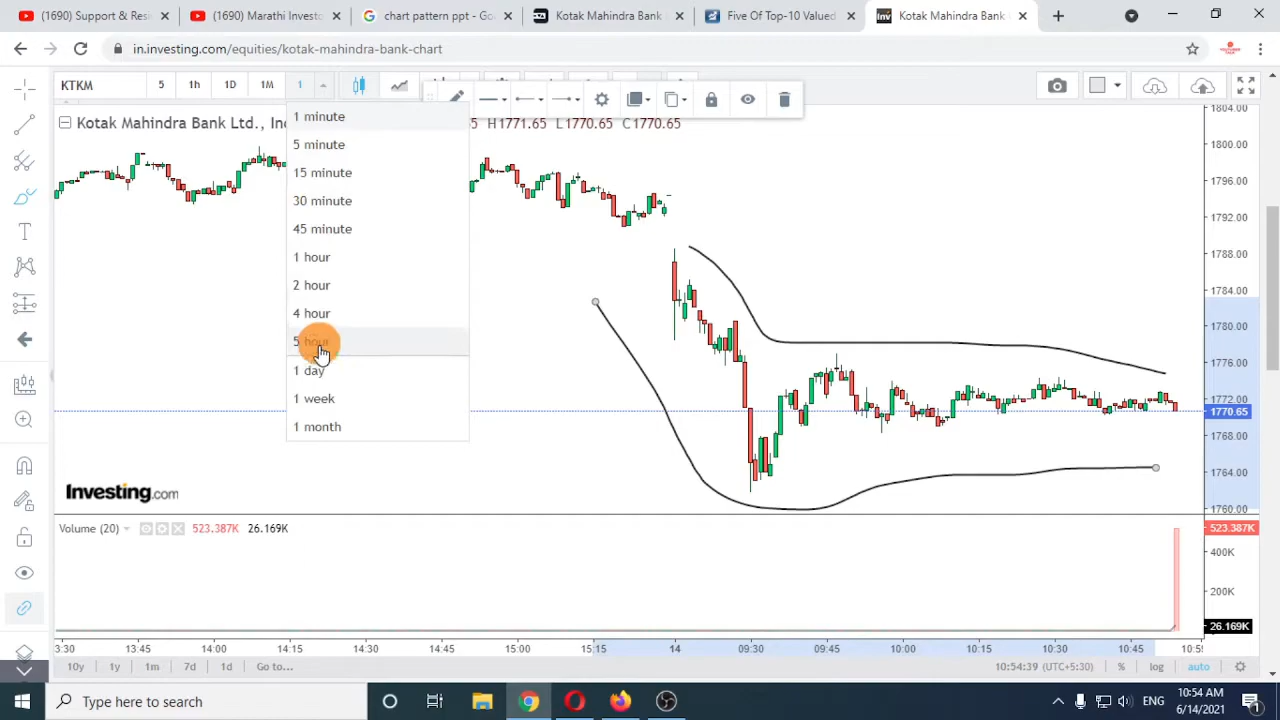 (1690) Support & Res
(1690) Marathi Invest
chart pattern ppt - Go
Kotak Mahindra Bank
Five Of Top-10 Valued
Kotak Mahindra Bank
in.investing.com/equities/kotak-mahindra-bank-chart
KTKM 5 1h 1D 1M 1
Kotak Mahindra Bank Ltd., In
H1771.65 L1770.65 C1770.65
1 minute
5 minute
15 minute
30 minute
45 minute
1 hour
2 hour
4 hour
5 hour
1 day
1 week
1 month
1804.00
1800.00
1796.00
1792.00
1788.00
1784.00
1780.00
1776.00
1772.00
1770.65
1768.00
1764.00
1760.00
Investing.com
Volume (20) 523.387K 26.169K
523.387K
400K
200K
26.169K
3:30 13:45 14:00 14:15 14:30 15:00 15:15 14 09:30 09:45 10:00 10:15 10:30 10:45 10:55
10y 1y 1m 7d 1d Go to... 10:54:39 (UTC+5:30) % log auto
Type here to search
ENG
10:54 AM
6/14/2021